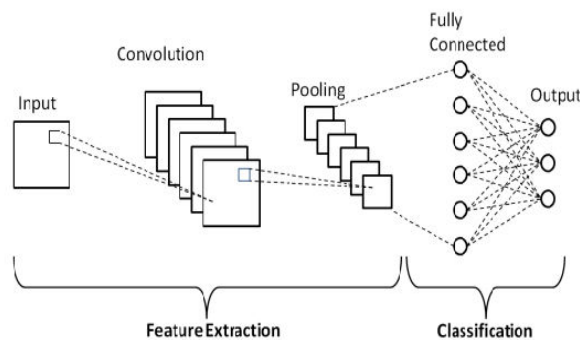 Fully
Connected
Convolution
Pooling
Input
Output
Feature Extraction
Classification